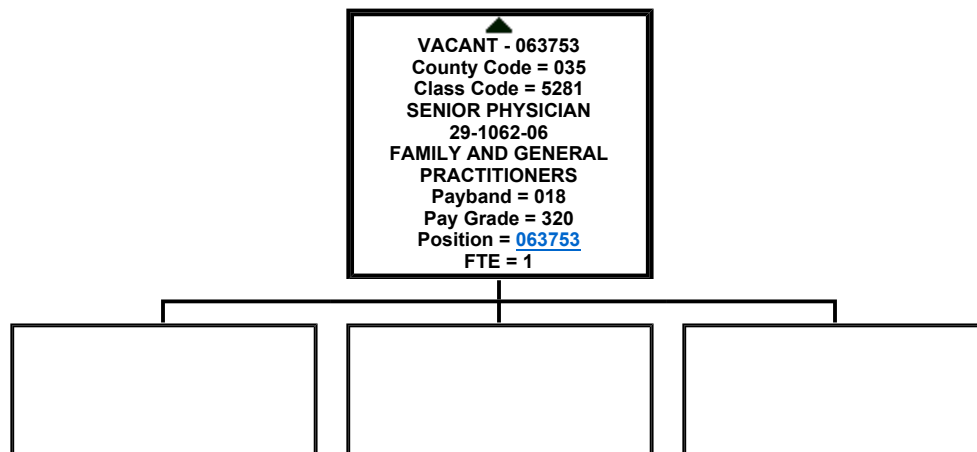 VACANT - 063753
County Code = 035
Class Code = 5281
SENIOR PHYSICIAN
29-1062-06
FAMILY AND GENERAL
PRACTITIONERS
Payband = 018
Pay Grade = 320
Position = 063753
FTE = 1